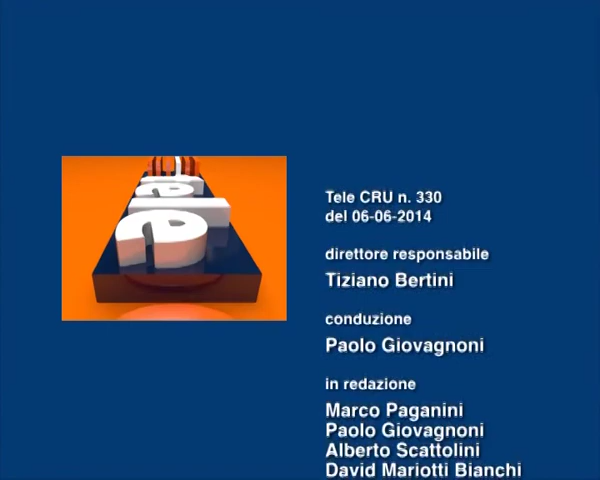 Tele CRU n. 330
del 06-06-2014
direttore responsabile
Tiziano Bertini
conduzione
Paolo Giovagnoni
in redazione
Marco Paganini
Paolo Giovagnoni
Alberto Scattolini
David Mariotti Bianchi